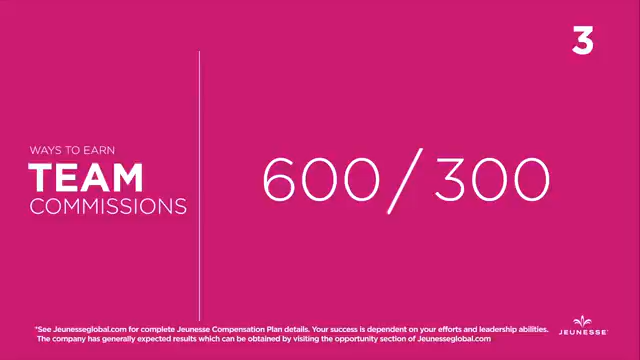 3
WAYS TO EARN
TEAM
COMMISSIONS
600/300
*See Jeunesseglobal.com for complete Jeunesse Compensation Plan details. Your success is dependent on your efforts and leadership abilities.
The company has generally expected results which can be obtained by visiting the opportunity section of Jeunesseglobal.com
JEUNESSE